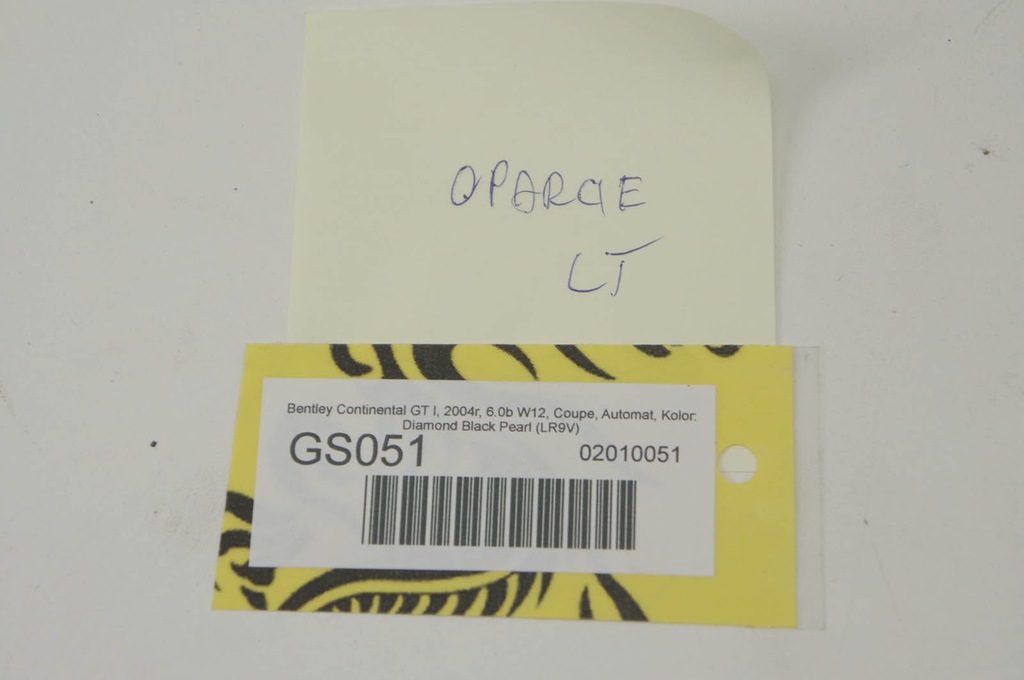 OPARCIE
LT
Bentley Continental GT I, 2004r, 6.0b W12, Coupe, Automat, Kolor:
Diamond Black Pearl (LR9V)
GS051 02010051